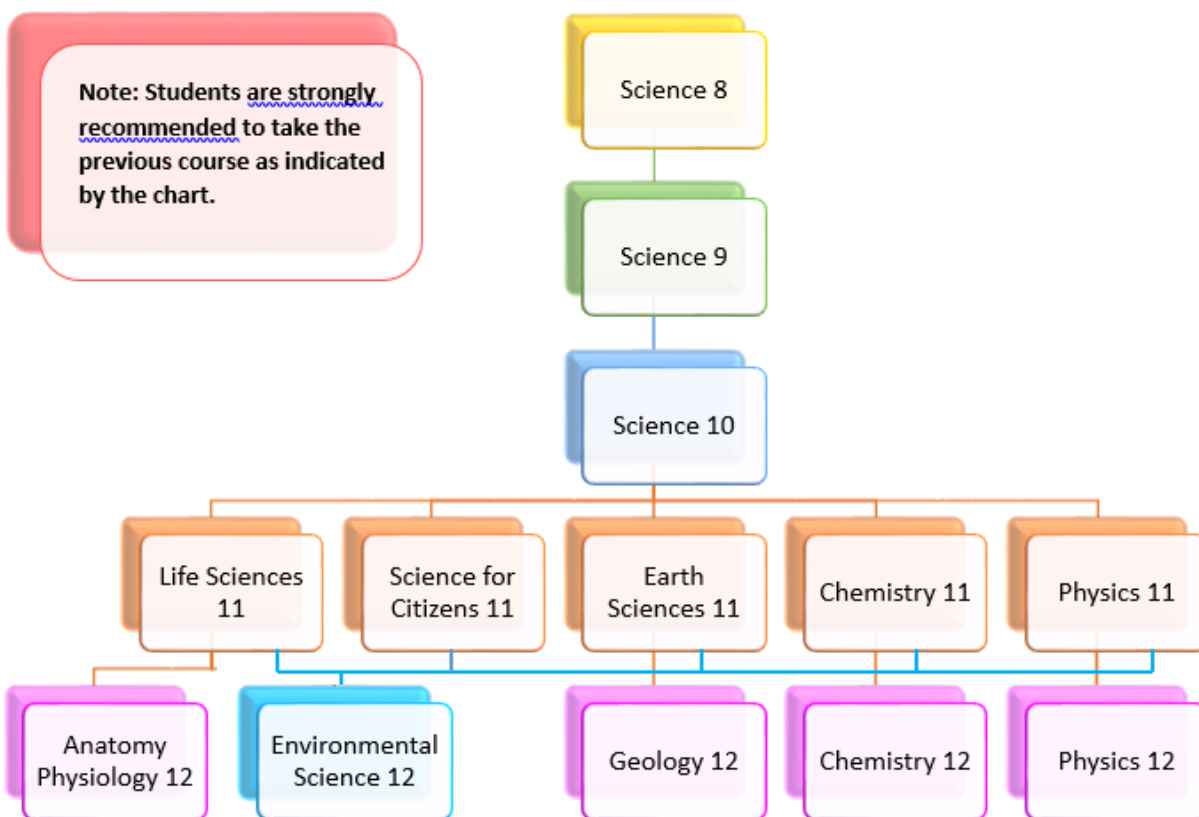 Note: Students are strongly
recommended to take the
previous course as indicated
by the chart.
Science 8
Science 9
Science 10
Life Sciences
11
Science for
Citizens 11
Earth
Sciences 11
Chemistry 11
Physics 11
Anatomy
Physiology 12
Environmental
Science 12
Geology 12
Chemistry 12
Physics 12